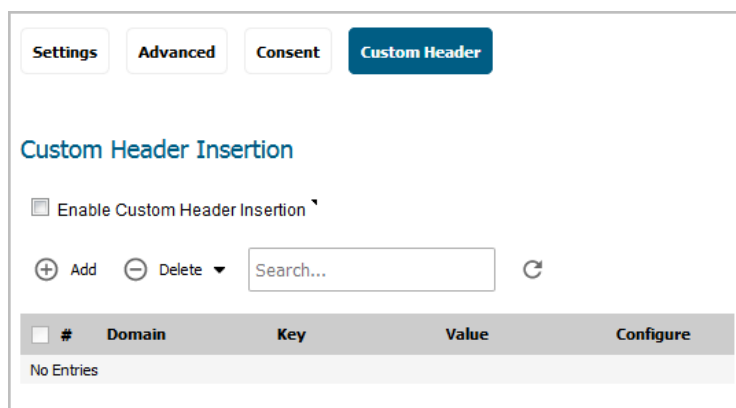 Settings Advanced Consent Custom Header
Custom Header Insertion
Enable Custom Header Insertion
Add Delete Search...
# Domain Key Value Configure
No Entries